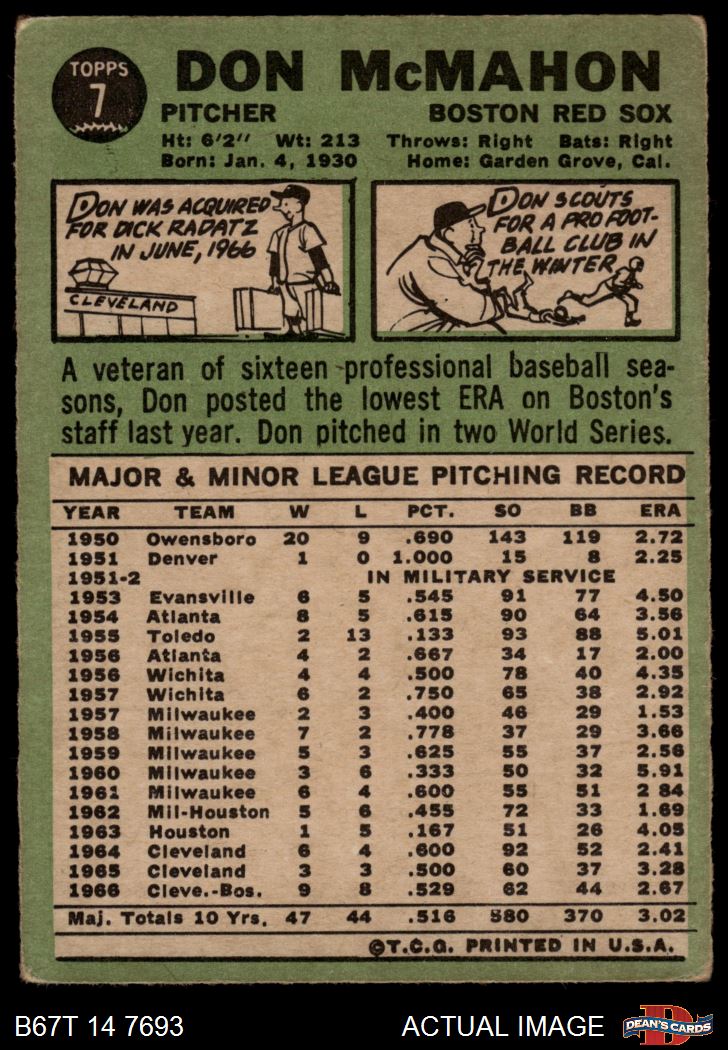 TOPPS
7
DON McMAHON
PITCHER BOSTON RED SOX
Ht: 6'2" Wt: 213 Throws: Right Bats: Right
Born: Jan. 4, 1930 Home: Garden Grove, Cal.
DON WAS ACQUIRED
FOR DICK RADATZ
IN JUNE, 1966
CLEVELAND
DON SCOUTS
FOR A PRO FOOT-
BALL CLUB IN
THE WINTER
A veteran of sixteen professional baseball sea-
sons, Don posted the lowest ERA on Boston's
staff last year. Don pitched in two World Series.
MAJOR & MINOR LEAGUE PITCHING RECORD
YEAR TEAM W L PCT. SO BB ERA
1950 Owensboro 20 9 .690 143 119 2.72
1951 Denver 1 0 1.000 15 8 2.25
1951-2 IN MILITARY SERVICE
1953 Evansville 6 5 .545 91 77 4.50
1954 Atlanta 8 5 .615 90 64 3.56
1955 Toledo 2 13 .133 93 88 5.01
1956 Atlanta 4 2 .667 34 17 2.00
1956 Wichita 4 4 .500 78 40 4.35
1957 Wichita 6 2 .750 65 38 2.92
1957 Milwaukee 2 3 .400 46 29 1.53
1958 Milwaukee 7 2 .778 37 29 3.66
1959 Milwaukee 5 3 .625 55 37 2.56
1960 Milwaukee 3 6 .333 50 32 5.91
1961 Milwaukee 6 4 .600 55 51 2 84
1962 Mil-Houston 5 6 .455 72 33 1.69
1963 Houston 1 5 .167 51 26 4.05
1964 Cleveland 6 4 .600 92 52 2.41
1965 Cleveland 3 3 .500 60 37 3.28
1966 Cleve.-Bos. 9 8 .529 62 44 2.67
Maj. Totals 10 Yrs. 47 44 .516 580 370 3.02
©T.C.G. PRINTED IN U.S.A.
B67T 14 7693 ACTUAL IMAGE
D
DEAN'S CARDS